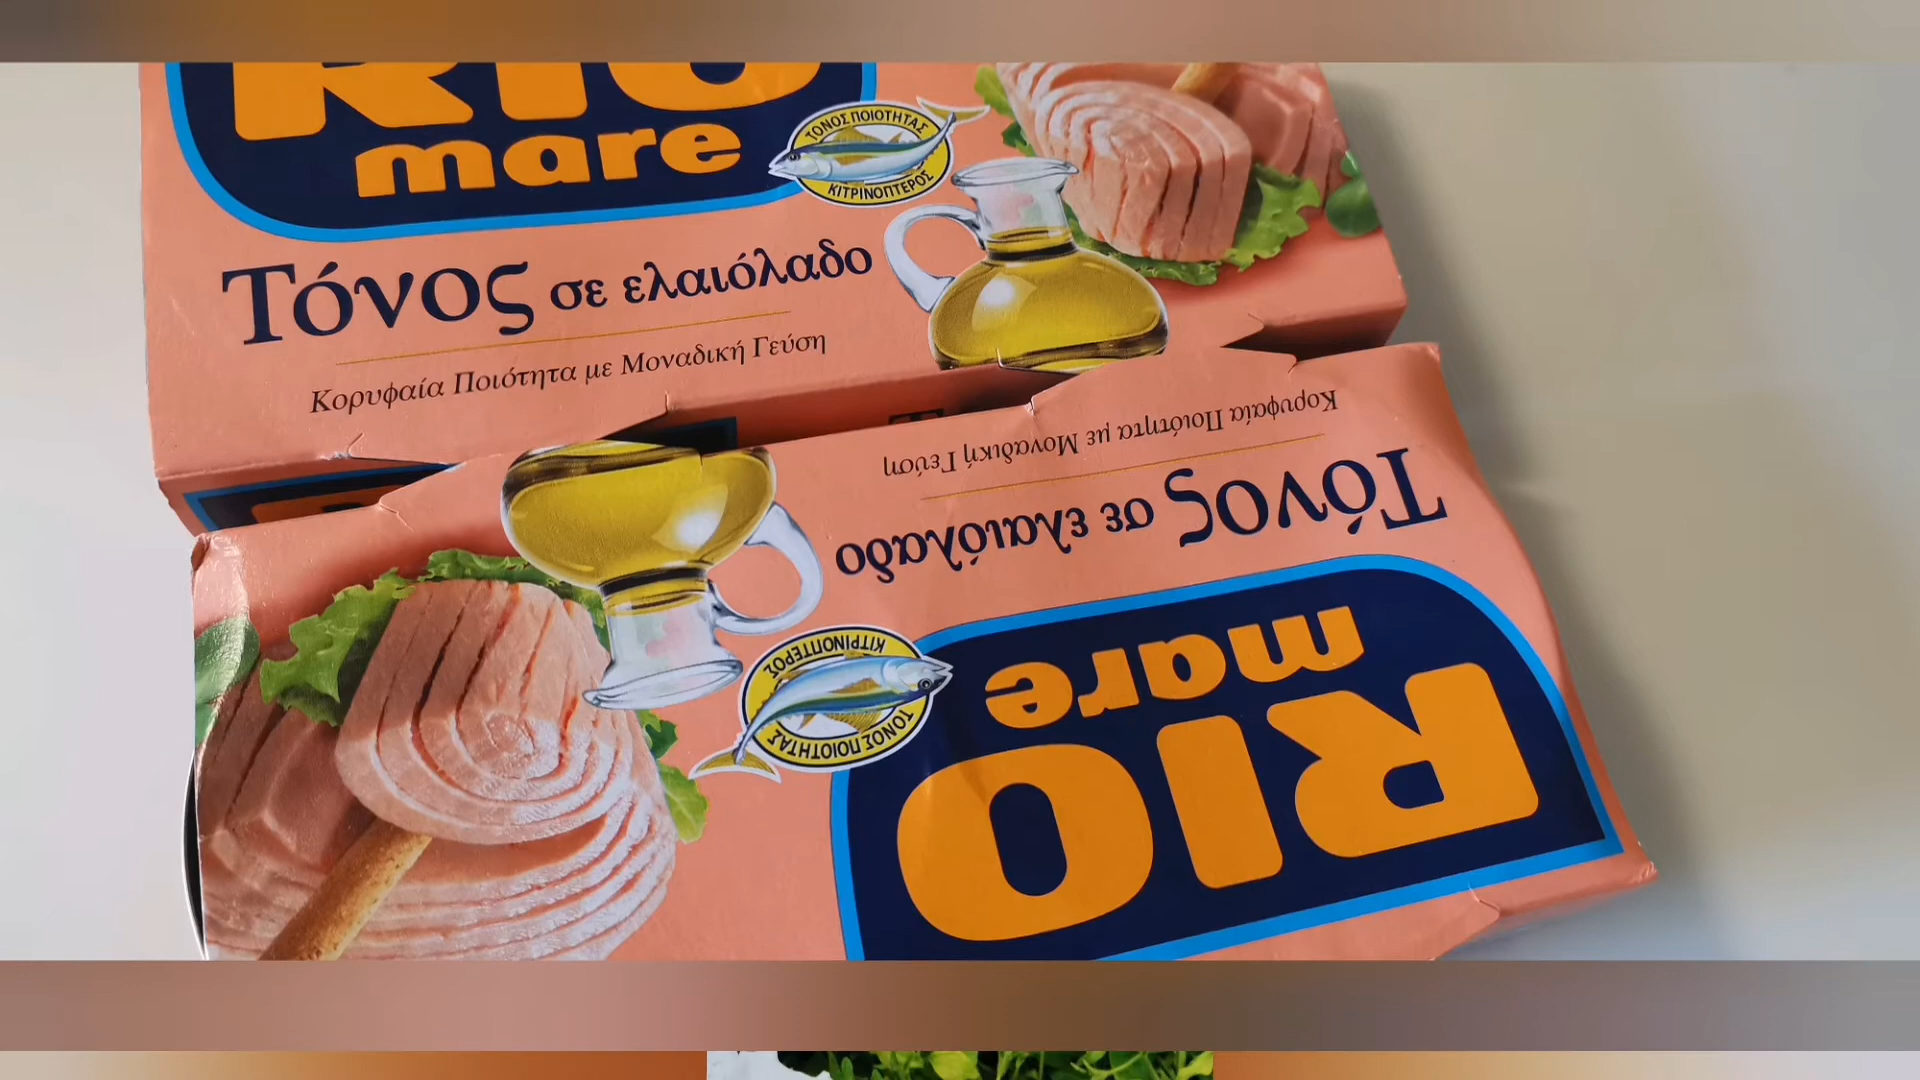 RIO
mare
ΤΟΝΟΣ ΠΟΙΟΤΗΤΑΣ
ΚΙΤΡΙΝΟΠΤΕΡΟΣ
Τόνος σε ελαιόλαδο
Κορυφαία Ποιότητα με Μοναδική Γεύση
RIO
mare
ΤΟΝΟΣ ΠΟΙΟΤΗΤΑΣ
ΚΙΤΡΙΝΟΠΤΕΡΟΣ
Τόνος σε ελαιόλαδο
Κορυφαία Ποιότητα με Μοναδική Γεύση